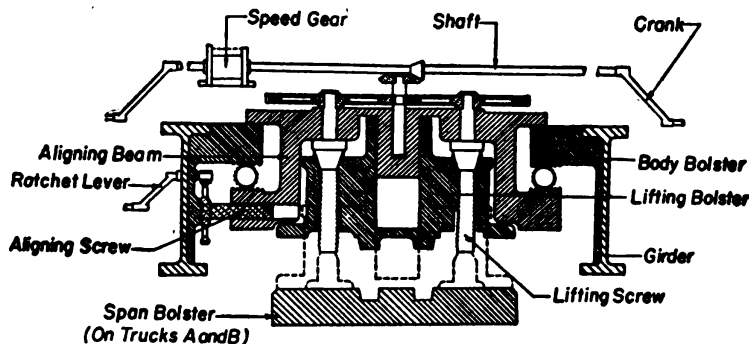 Speed Gear
Shaft
Crank
Aligning Beam
Ratchet Lever
Aligning Screw
Body Bolster
Lifting Bolster
Girder
Lifting Screw
Span Bolster
(On Trucks AandB)